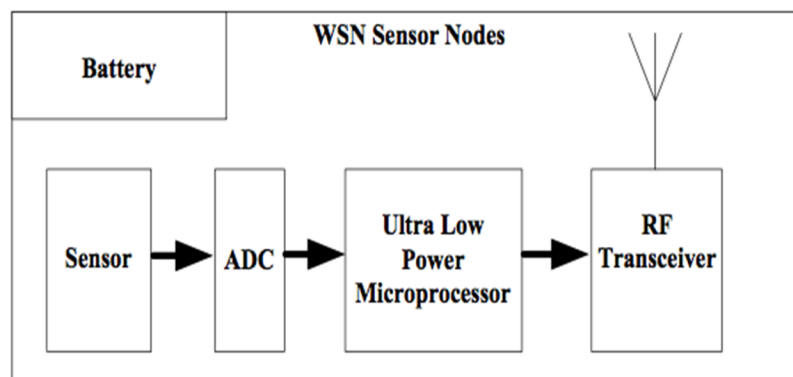 WSN Sensor Nodes
Battery
Sensor
ADC
Ultra Low
Power
Microprocessor
RF
Transceiver